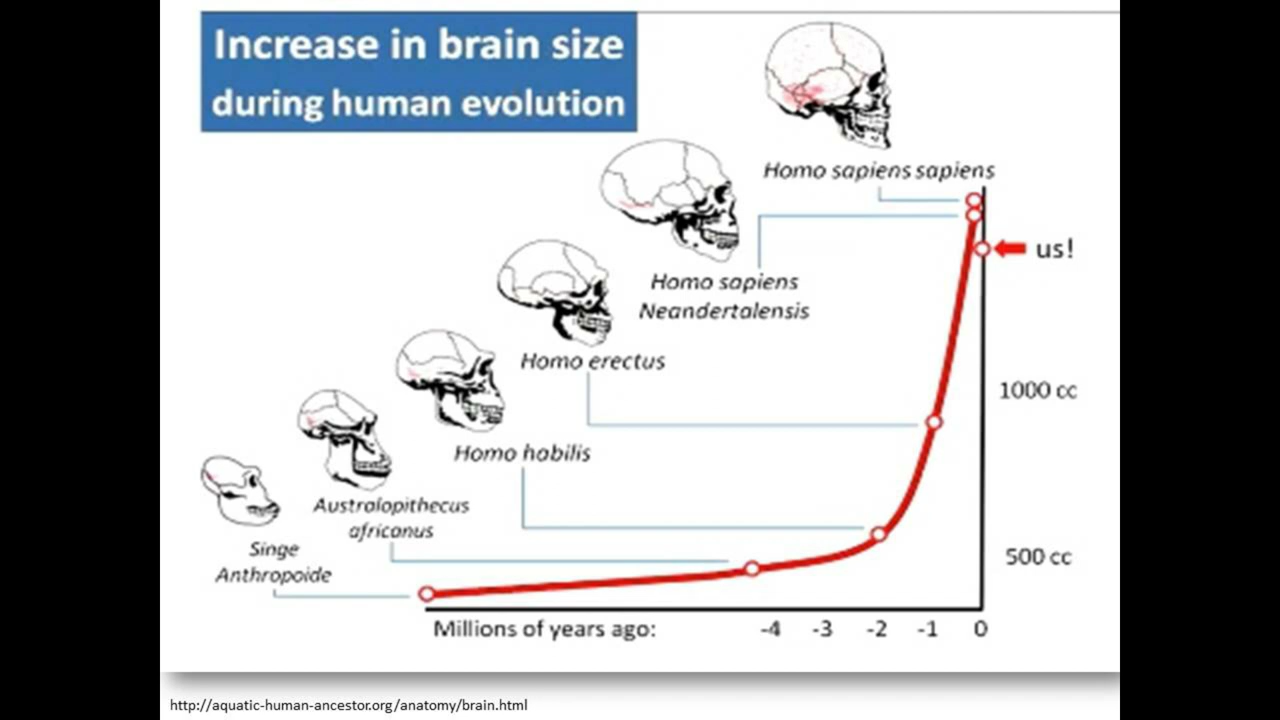 Increase in brain size
during human evolution
Homo sapiens sapiens
us!
Homo sapiens
Neandertalensis
Homo erectus
1000 cc
Homo habilis
Australopithecus
africanus
Singe
Anthropoide
500 cc
Millions of years ago: -4 -3 -2 -1 0
http://aquatic-human-ancestor.org/anatomy/brain.html